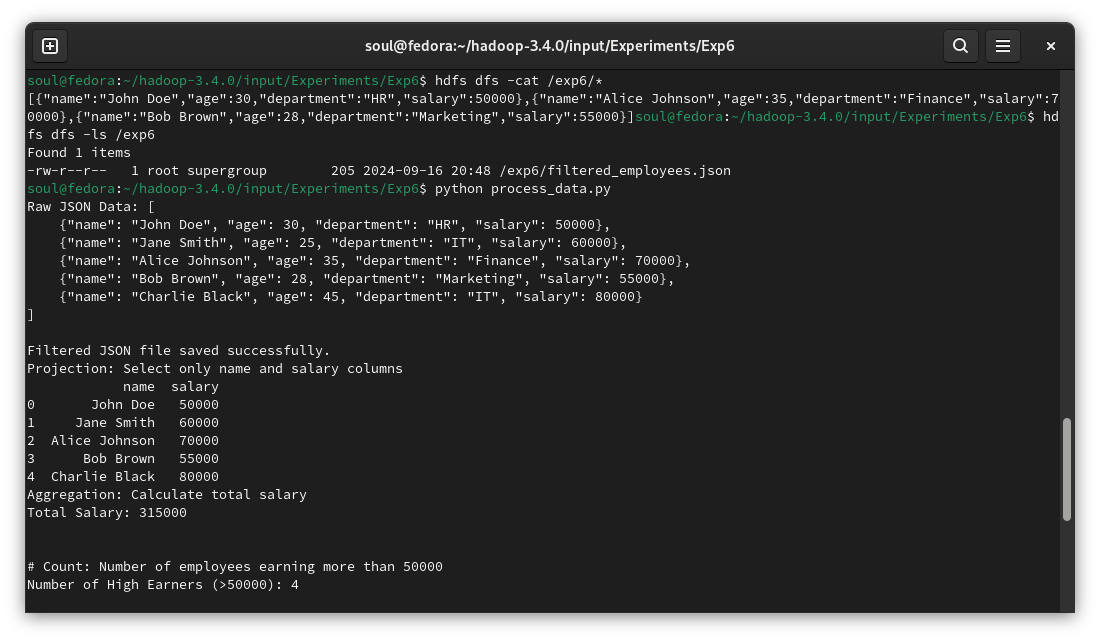 soul@fedora:~/hadoop-3.4.0/input/Experiments/Exp6
soul@fedora:~/hadoop-3.4.0/input/Experiments/Exp6$ hdfs dfs -cat /exp6/*
[{"name":"John Doe","age":30,"department":"HR","salary":50000},{"name":"Alice Johnson","age":35,"department":"Finance","salary":7
0000},{"name":"Bob Brown","age":28,"department":"Marketing","salary":55000}]soul@fedora:~/hadoop-3.4.0/input/Experiments/Exp6$ hd
fs dfs -ls /exp6
Found 1 items
-rw-r--r--   1 root supergroup        205 2024-09-16 20:48 /exp6/filtered_employees.json
soul@fedora:~/hadoop-3.4.0/input/Experiments/Exp6$ python process_data.py
Raw JSON Data: [
    {"name": "John Doe", "age": 30, "department": "HR", "salary": 50000},
    {"name": "Jane Smith", "age": 25, "department": "IT", "salary": 60000},
    {"name": "Alice Johnson", "age": 35, "department": "Finance", "salary": 70000},
    {"name": "Bob Brown", "age": 28, "department": "Marketing", "salary": 55000},
    {"name": "Charlie Black", "age": 45, "department": "IT", "salary": 80000}
]
Filtered JSON file saved successfully.
Projection: Select only name and salary columns
            name  salary
0       John Doe   50000
1     Jane Smith   60000
2  Alice Johnson   70000
3      Bob Brown   55000
4  Charlie Black   80000
Aggregation: Calculate total salary
Total Salary: 315000
# Count: Number of employees earning more than 50000
Number of High Earners (>50000): 4